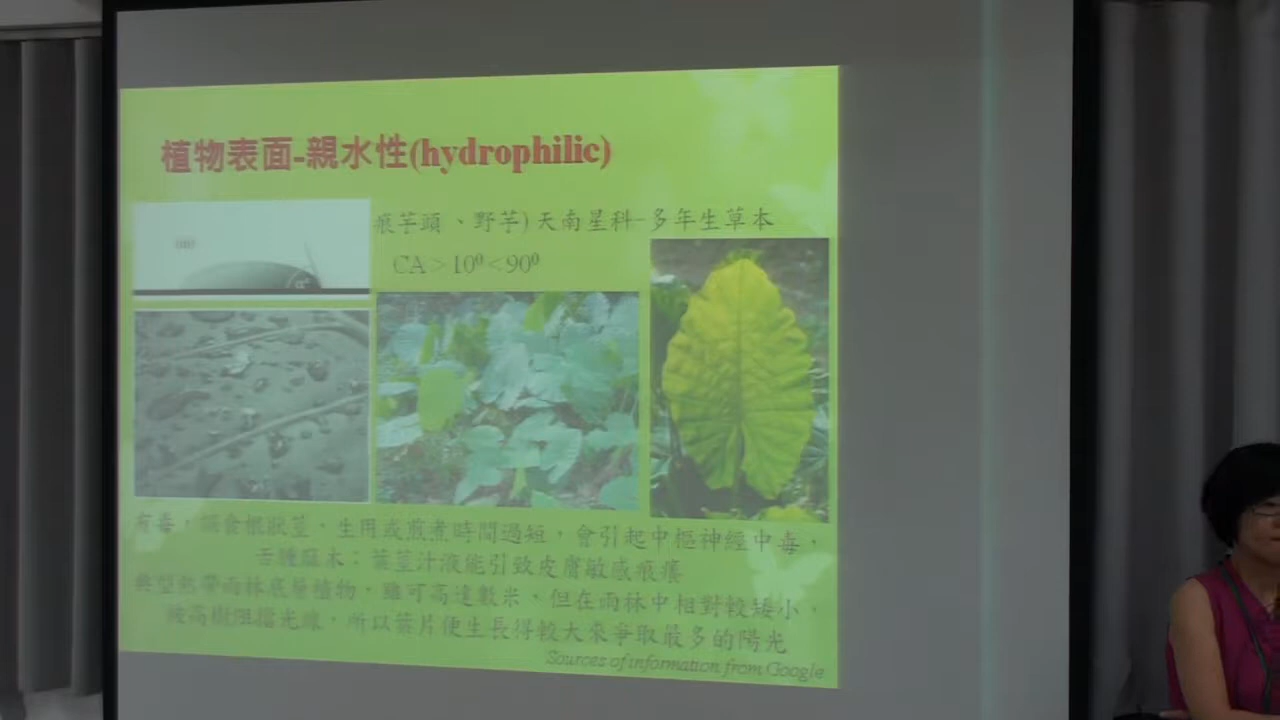 植物表面-親水性(hydrophilic)
痕芋頭、野芋)天南星科-多年生草本
CA > 10⁰ < 90⁰
有毒，誤食根狀莖、生用或煎煮時間過短，會引起中樞神經中毒，
舌腫麻木；葉莖汁液能引致皮膚敏感痕癢
典型熱帶雨林底層植物，雖可高達數米、但在雨林中相對較矮小，
被高樹阻擋光線，所以葉片便生長得較大來爭取最多的陽光
Sources of information from Google